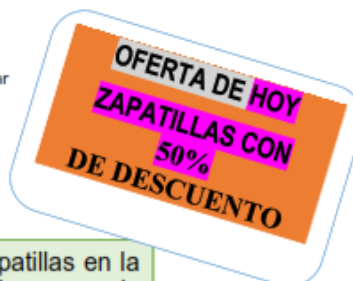 OFERTA DE HOY
ZAPATILLAS CON
50%
DE DESCUENTO
patillas en la